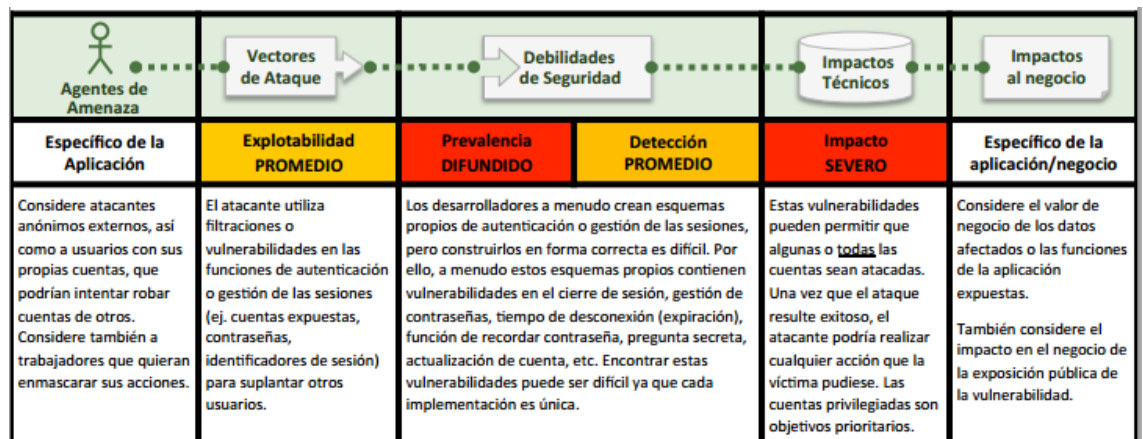 Agentes de
Amenaza
Vectores
de Ataque
Debilidades
de Seguridad
Impactos
Técnicos
Impactos
al negocio
Específico de la
Aplicación
Explotabilidad
PROMEDIO
Prevalencia
DIFUNDIDO
Detección
PROMEDIO
Impacto
SEVERO
Específico de la
aplicación/negocio
Considere atacantes
anónimos externos, así
como a usuarios con sus
propias cuentas, que
podrían intentar robar
cuentas de otros.
Considere también a
trabajadores que quieran
enmascarar sus acciones.
El atacante utiliza
filtraciones o
vulnerabilidades en las
funciones de autenticación
o gestión de las sesiones
(ej. cuentas expuestas,
contraseñas,
identificadores de sesión)
para suplantar otros
usuarios.
Los desarrolladores a menudo crean esquemas
propios de autenticación o gestión de las sesiones,
pero construirlos en forma correcta es difícil. Por
ello, a menudo estos esquemas propios contienen
vulnerabilidades en el cierre de sesión, gestión de
contraseñas, tiempo de desconexión (expiración),
función de recordar contraseña, pregunta secreta,
actualización de cuenta, etc. Encontrar estas
vulnerabilidades puede ser difícil ya que cada
implementación es única.
Estas vulnerabilidades
pueden permitir que
algunas o todas las
cuentas sean atacadas.
Una vez que el ataque
resulte exitoso, el
atacante podría realizar
cualquier acción que la
víctima pudiese. Las
cuentas privilegiadas son
objetivos prioritarios.
Considere el valor de
negocio de los datos
afectados o las funciones
de la aplicación
expuestas.
También considere el
impacto en el negocio de
la exposición pública de
la vulnerabilidad.